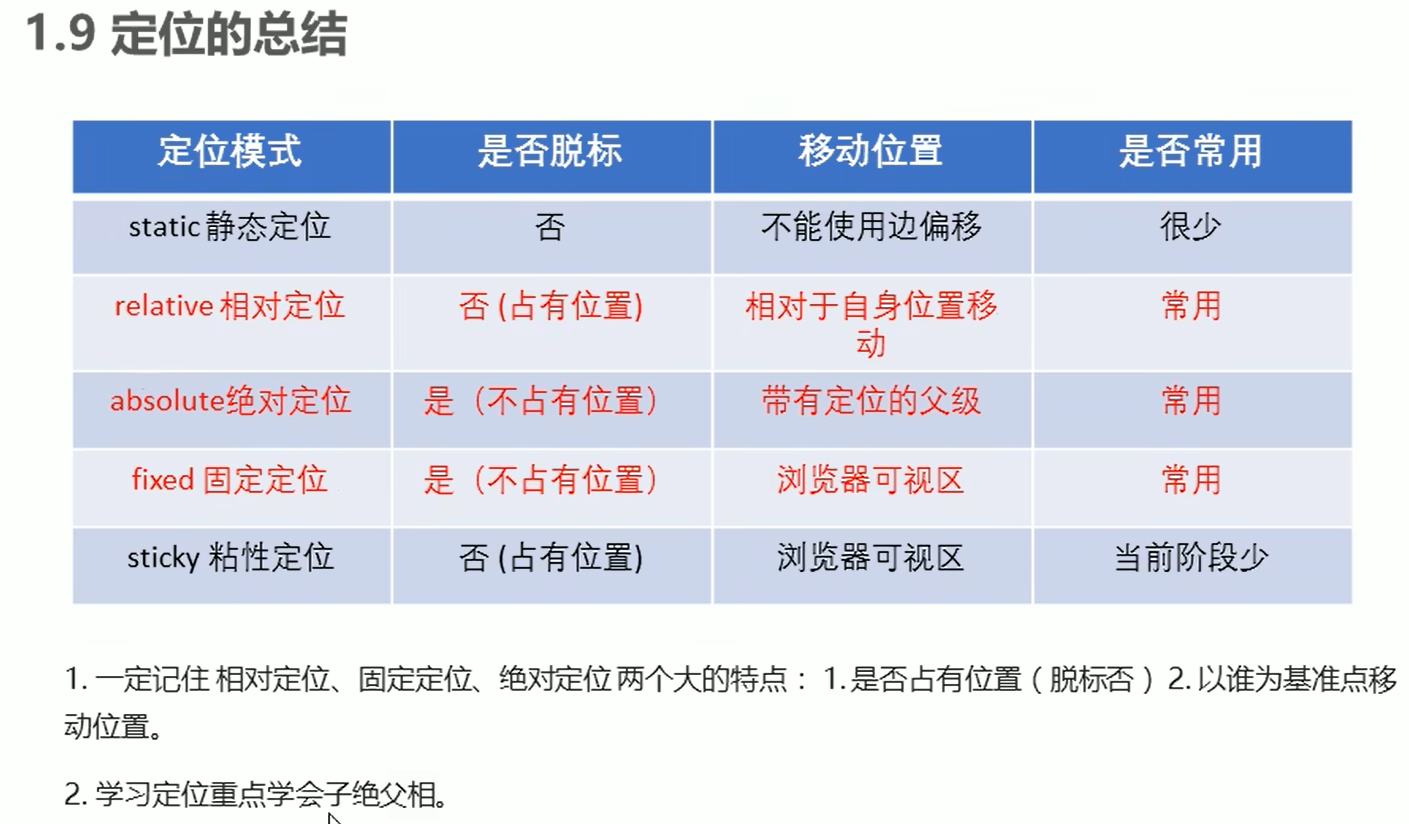 1.9 定位的总结
定位模式 是否脱标 移动位置 是否常用
static 静态定位 否 不能使用边偏移 很少
relative 相对定位 否 (占有位置) 相对于自身位置移
动 常用
absolute绝对定位 是（不占有位置） 带有定位的父级 常用
fixed 固定定位 是（不占有位置） 浏览器可视区 常用
sticky 粘性定位 否 (占有位置) 浏览器可视区 当前阶段少
1. 一定记住 相对定位、固定定位、绝对定位 两个大的特点： 1. 是否占有位置（脱标否） 2. 以谁为基准点移
动位置。
2. 学习定位重点学会子绝父相。